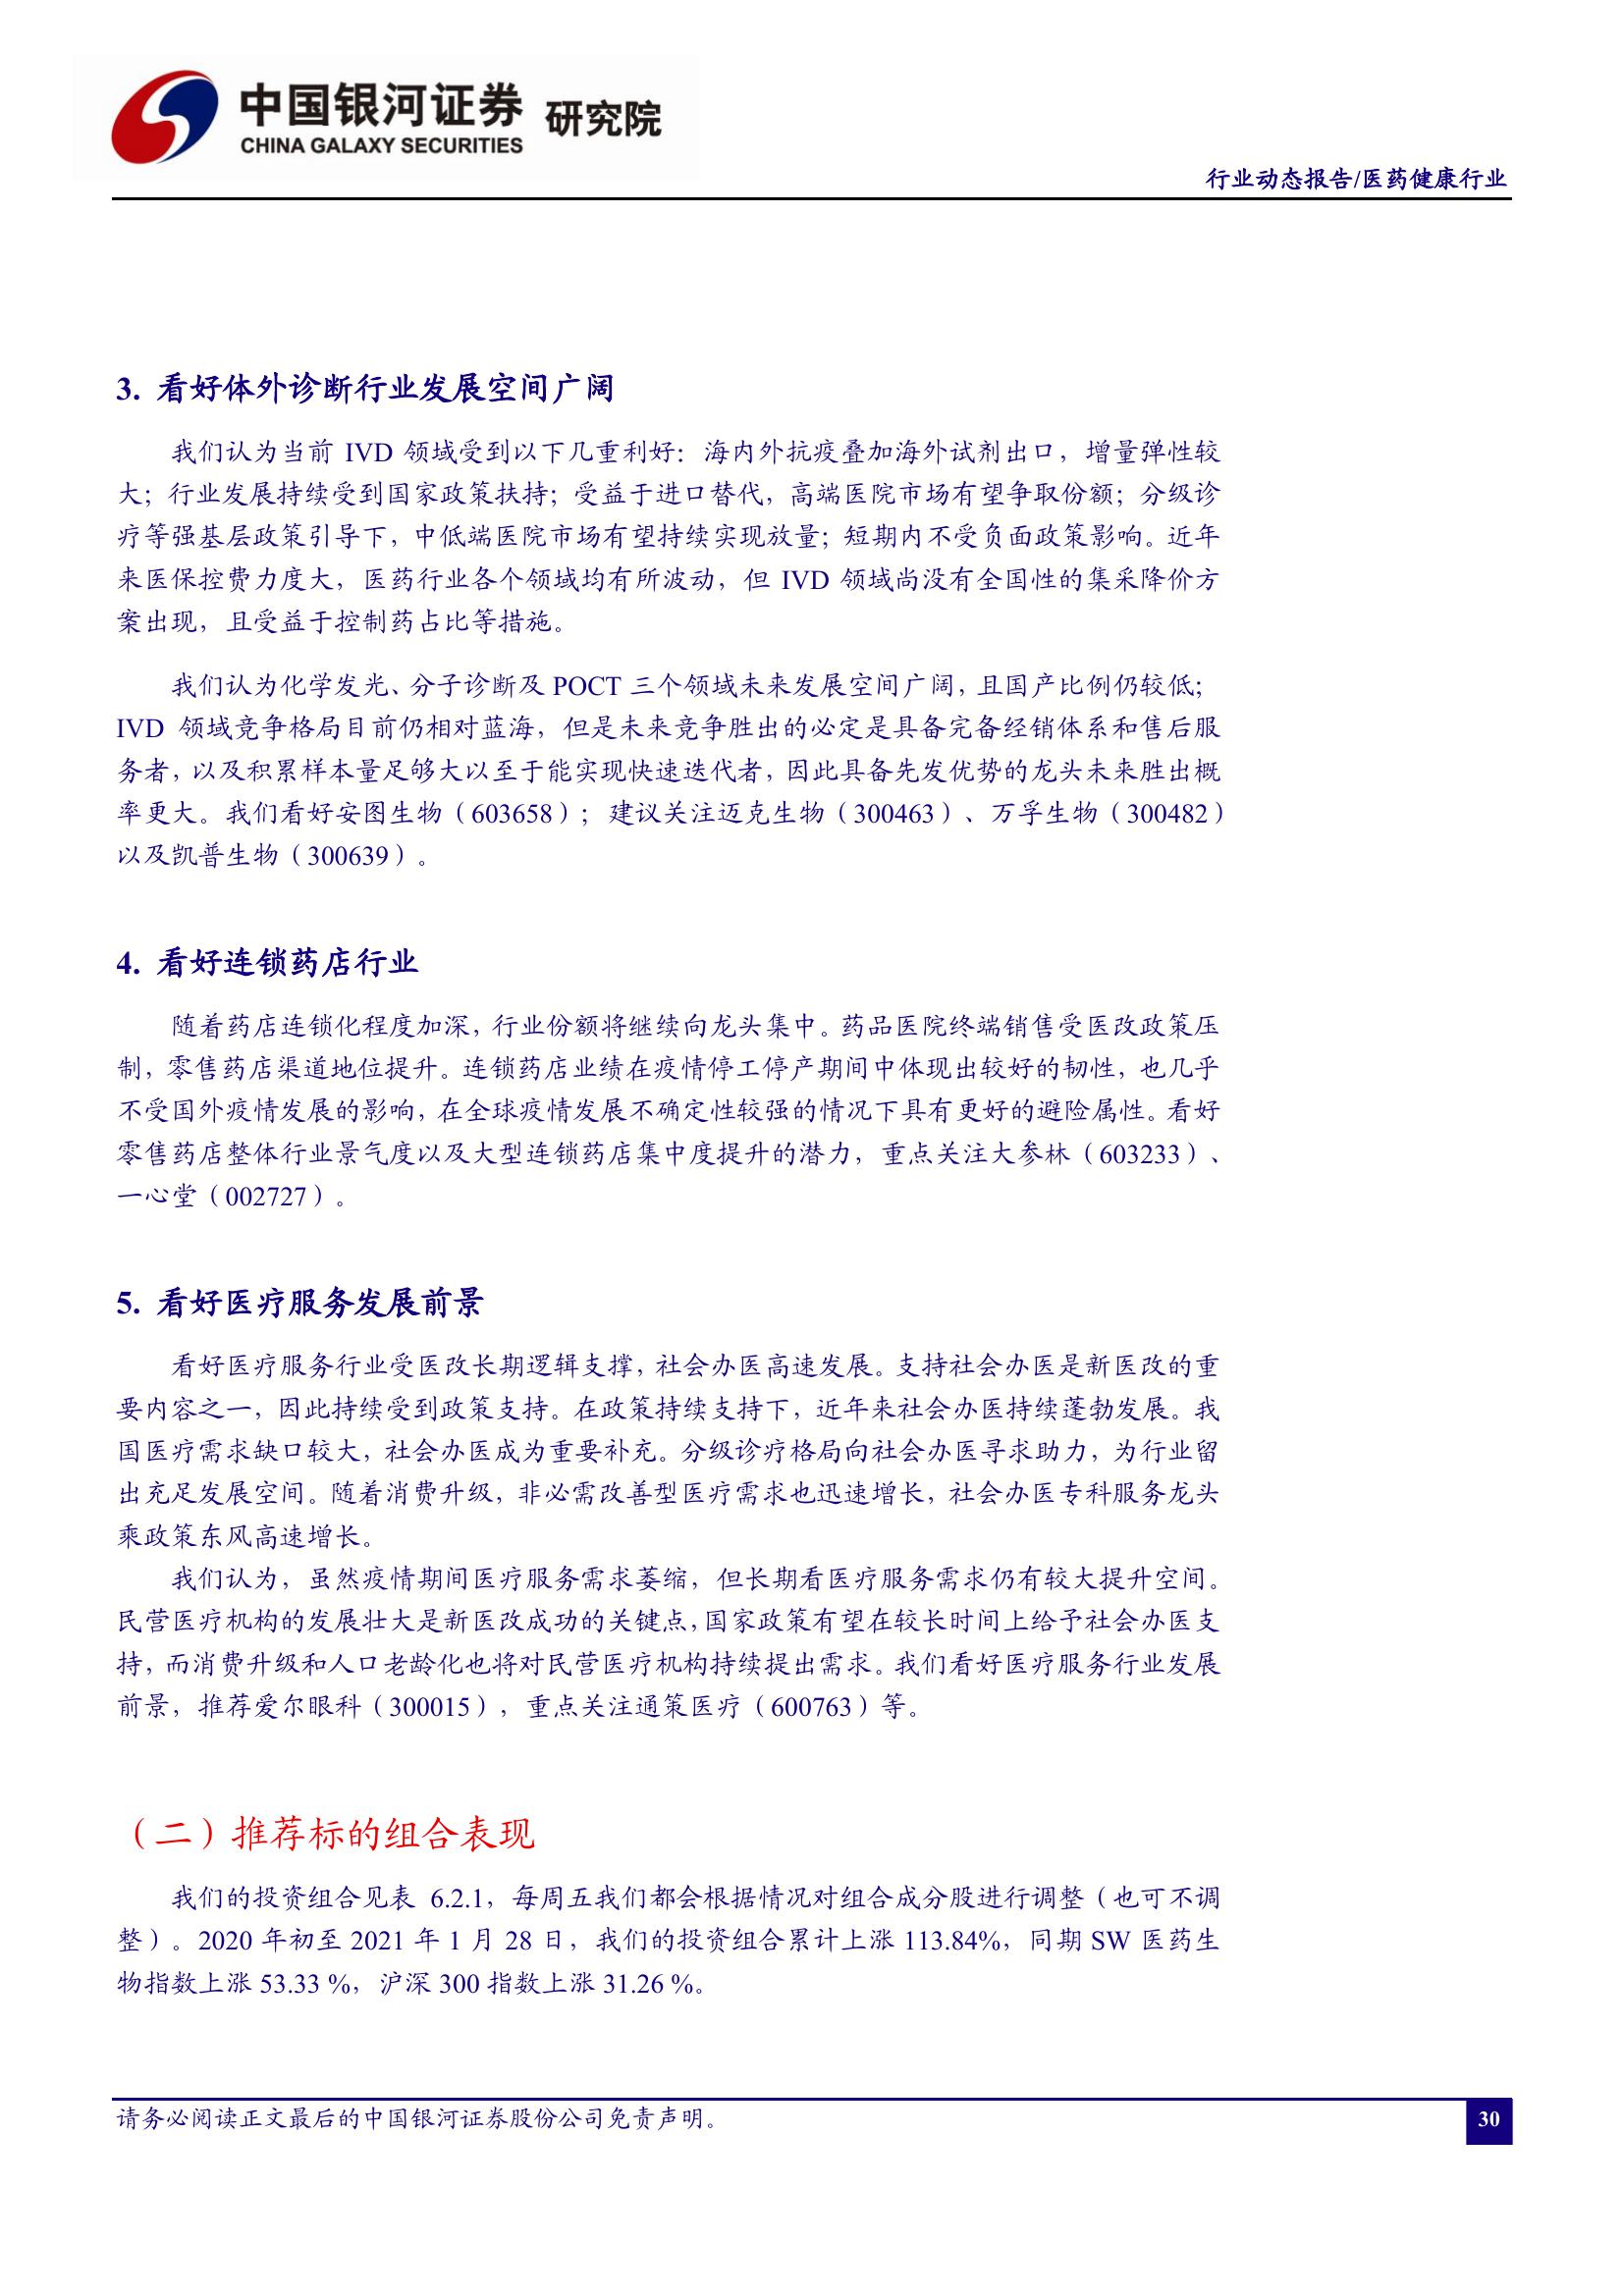 中国银河证券 研究院
CHINA GALAXY SECURITIES
行业动态报告/医药健康行业
3. 看好体外诊断行业发展空间广阔
我们认为当前 IVD 领域受到以下几重利好：海内外抗疫叠加海外试剂出口，增量弹性较
大；行业发展持续受到国家政策扶持；受益于进口替代，高端医院市场有望争取份额；分级诊
疗等强基层政策引导下，中低端医院市场有望持续实现放量；短期内不受负面政策影响。近年
来医保控费力度大，医药行业各个领域均有所波动，但 IVD 领域尚没有全国性的集采降价方
案出现，且受益于控制药占比等措施。
我们认为化学发光、分子诊断及 POCT 三个领域未来发展空间广阔，且国产比例仍较低；
IVD 领域竞争格局目前仍相对蓝海，但是未来竞争胜出的必定是具备完备经销体系和售后服
务者，以及积累样本量足够大以至于能实现快速迭代者，因此具备先发优势的龙头未来胜出概
率更大。我们看好安图生物（603658）；建议关注迈克生物（300463）、万孚生物（300482）
以及凯普生物（300639）。
4. 看好连锁药店行业
随着药店连锁化程度加深，行业份额将继续向龙头集中。药品医院终端销售受医改政策压
制，零售药店渠道地位提升。连锁药店业绩在疫情停工停产期间中体现出较好的韧性，也几乎
不受国外疫情发展的影响，在全球疫情发展不确定性较强的情况下具有更好的避险属性。看好
零售药店整体行业景气度以及大型连锁药店集中度提升的潜力，重点关注大参林（603233）、
一心堂（002727）。
5. 看好医疗服务发展前景
看好医疗服务行业受医改长期逻辑支撑，社会办医高速发展。支持社会办医是新医改的重
要内容之一，因此持续受到政策支持。在政策持续支持下，近年来社会办医持续蓬勃发展。我
国医疗需求缺口较大，社会办医成为重要补充。分级诊疗格局向社会办医寻求助力，为行业留
出充足发展空间。随着消费升级，非必需改善型医疗需求也迅速增长，社会办医专科服务龙头
乘政策东风高速增长。
我们认为，虽然疫情期间医疗服务需求萎缩，但长期看医疗服务需求仍有较大提升空间。
民营医疗机构的发展壮大是新医改成功的关键点，国家政策有望在较长时间上给予社会办医支
持，而消费升级和人口老龄化也将对民营医疗机构持续提出需求。我们看好医疗服务行业发展
前景，推荐爱尔眼科（300015），重点关注通策医疗（600763）等。
（二）推荐标的组合表现
我们的投资组合见表 6.2.1，每周五我们都会根据情况对组合成分股进行调整（也可不调
整）。2020 年初至 2021 年 1 月 28 日，我们的投资组合累计上涨 113.84%，同期 SW 医药生
物指数上涨 53.33 %，沪深 300 指数上涨 31.26 %。
请务必阅读正文最后的中国银河证券股份公司免责声明。
30